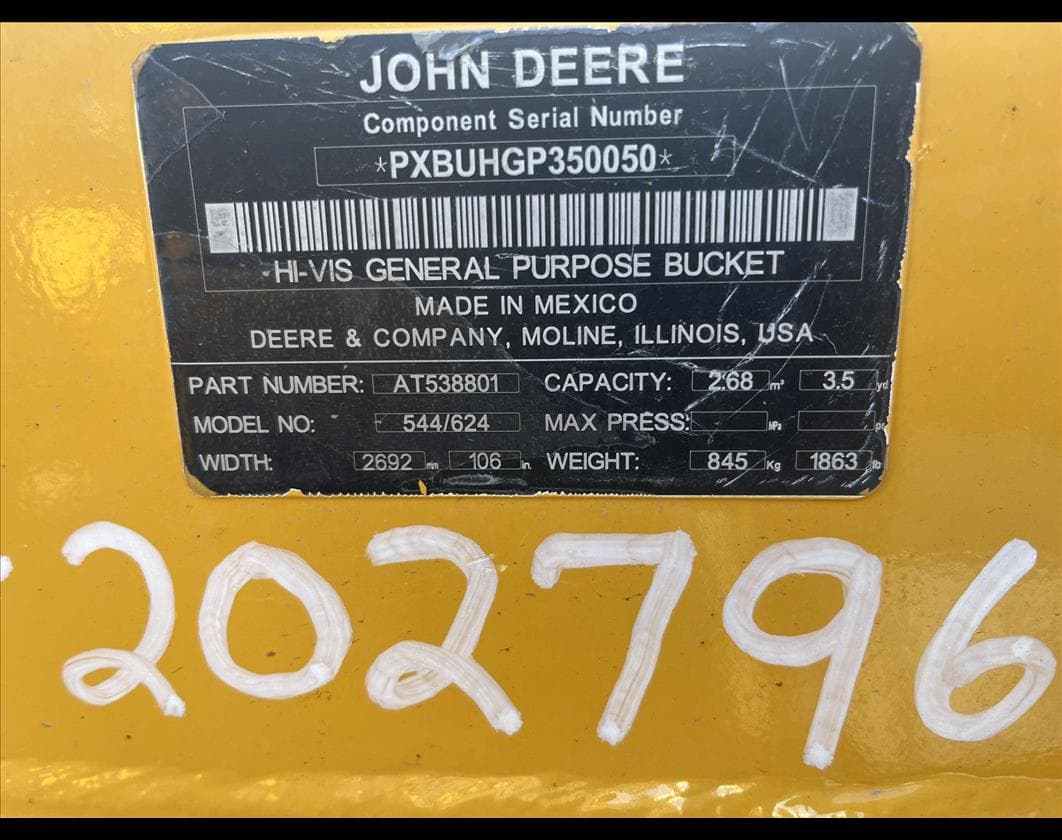 JOHN DEERE
Component Serial Number
*PXBUHGP350050*
HI-VIS GENERAL PURPOSE BUCKET
MADE IN MEXICO
DEERE & COMPANY, MOLINE, ILLINOIS, USA
PART NUMBER: AT538801 CAPACITY: 2.68 m³ 3.5 yd
MODEL NO: 544/624 MAX PRESS: MPa
WIDTH: 2692 mm 106 in. WEIGHT: 845 Kg 1863 lb
202796